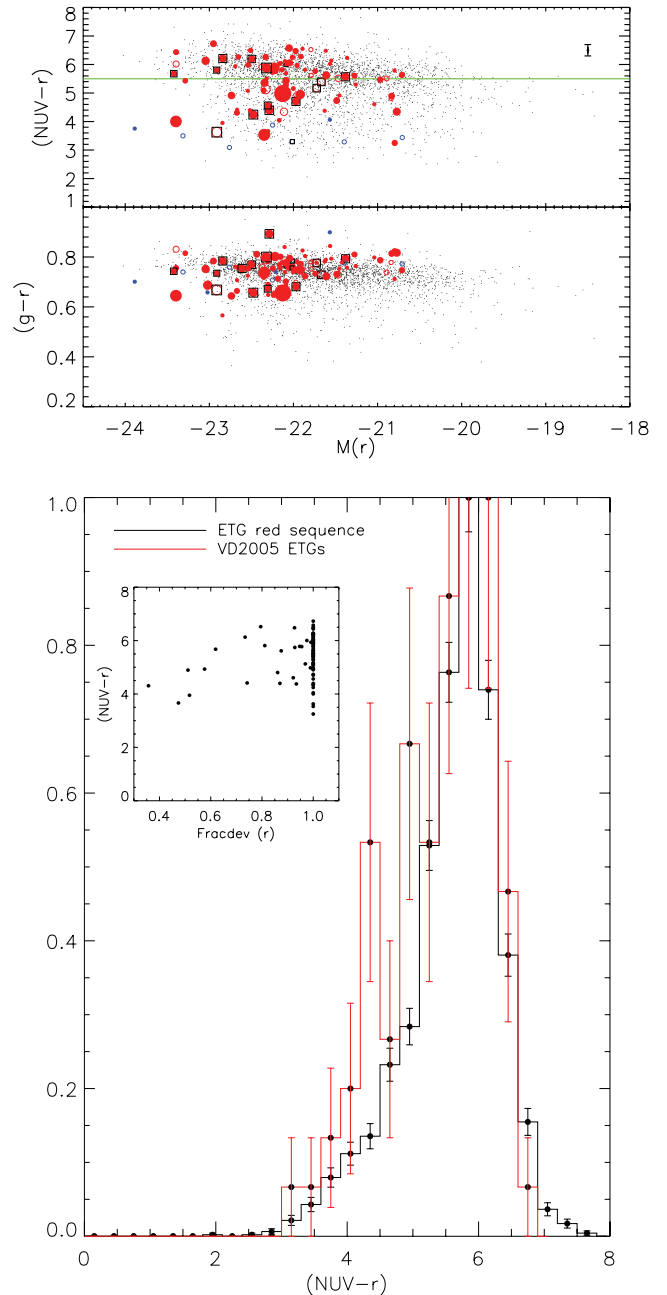 8
7
6
5
4
3
2
1
(NUV−r)
0.8
0.6
0.4
0.2
(g−r)
−24 −23 −22 −21 −20 −19 −18
M(r)
1.0
0.8
0.6
0.4
0.2
0.0
ETG red sequence
VD2005 ETGs
8
6
4
2
0
(NUV−r)
0.4 0.6 0.8 1.0
Fracdev (r)
0 2 4 6 8
(NUV−r)